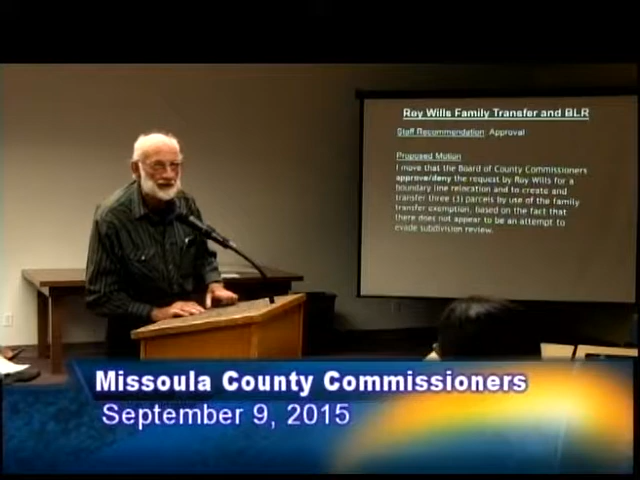 Roy Wills Family Transfer and BLR
Staff Recommendation: Approval
Proposed Motion
I move that the Board of County Commissioners
approve/deny the request by Roy Wills for a
boundary line relocation and to create and
transfer three (3) parcels by use of the family
transfer exemption, based on the fact that
there does not appear to be an attempt to
evade subdivision review.
Missoula County Commissioners
September 9, 2015